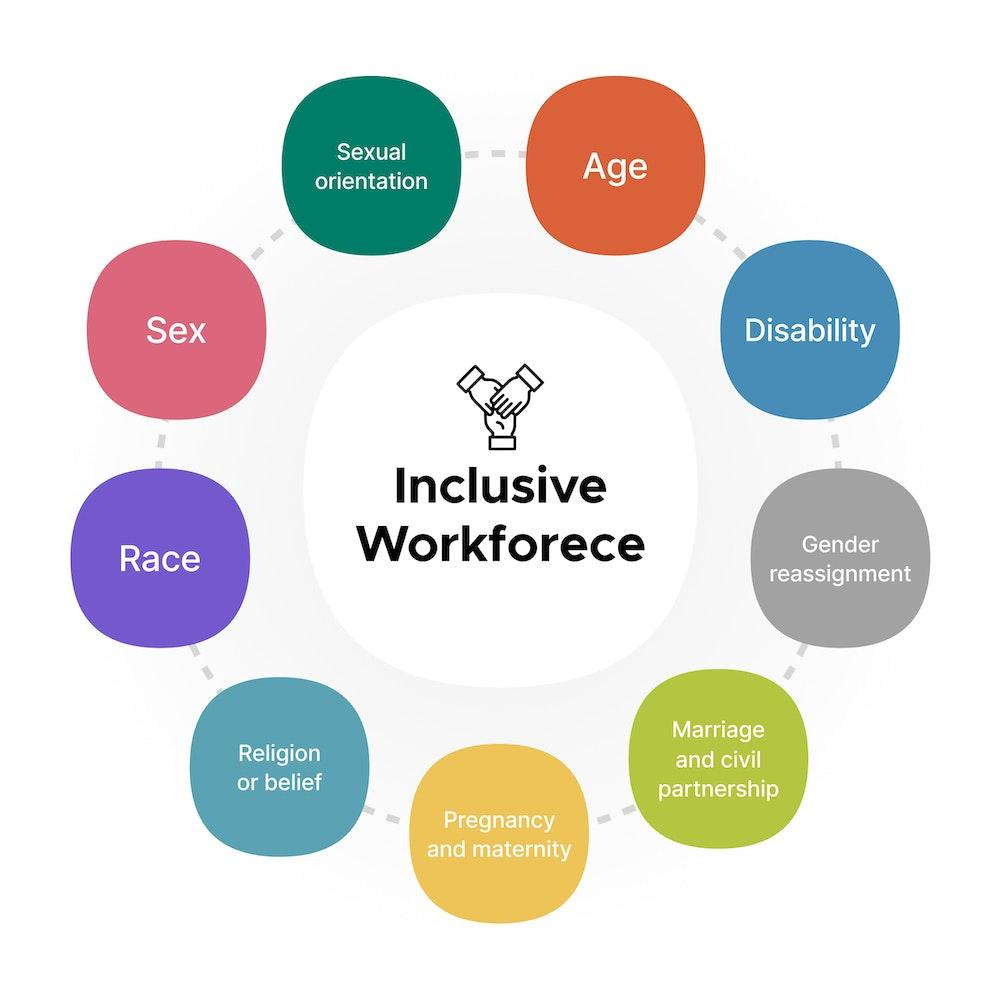 Inclusive
Workforece
Age
Disability
Gender
reassignment
Marriage
and civil
partnership
Pregnancy
and maternity
Religion
or belief
Race
Sex
Sexual
orientation